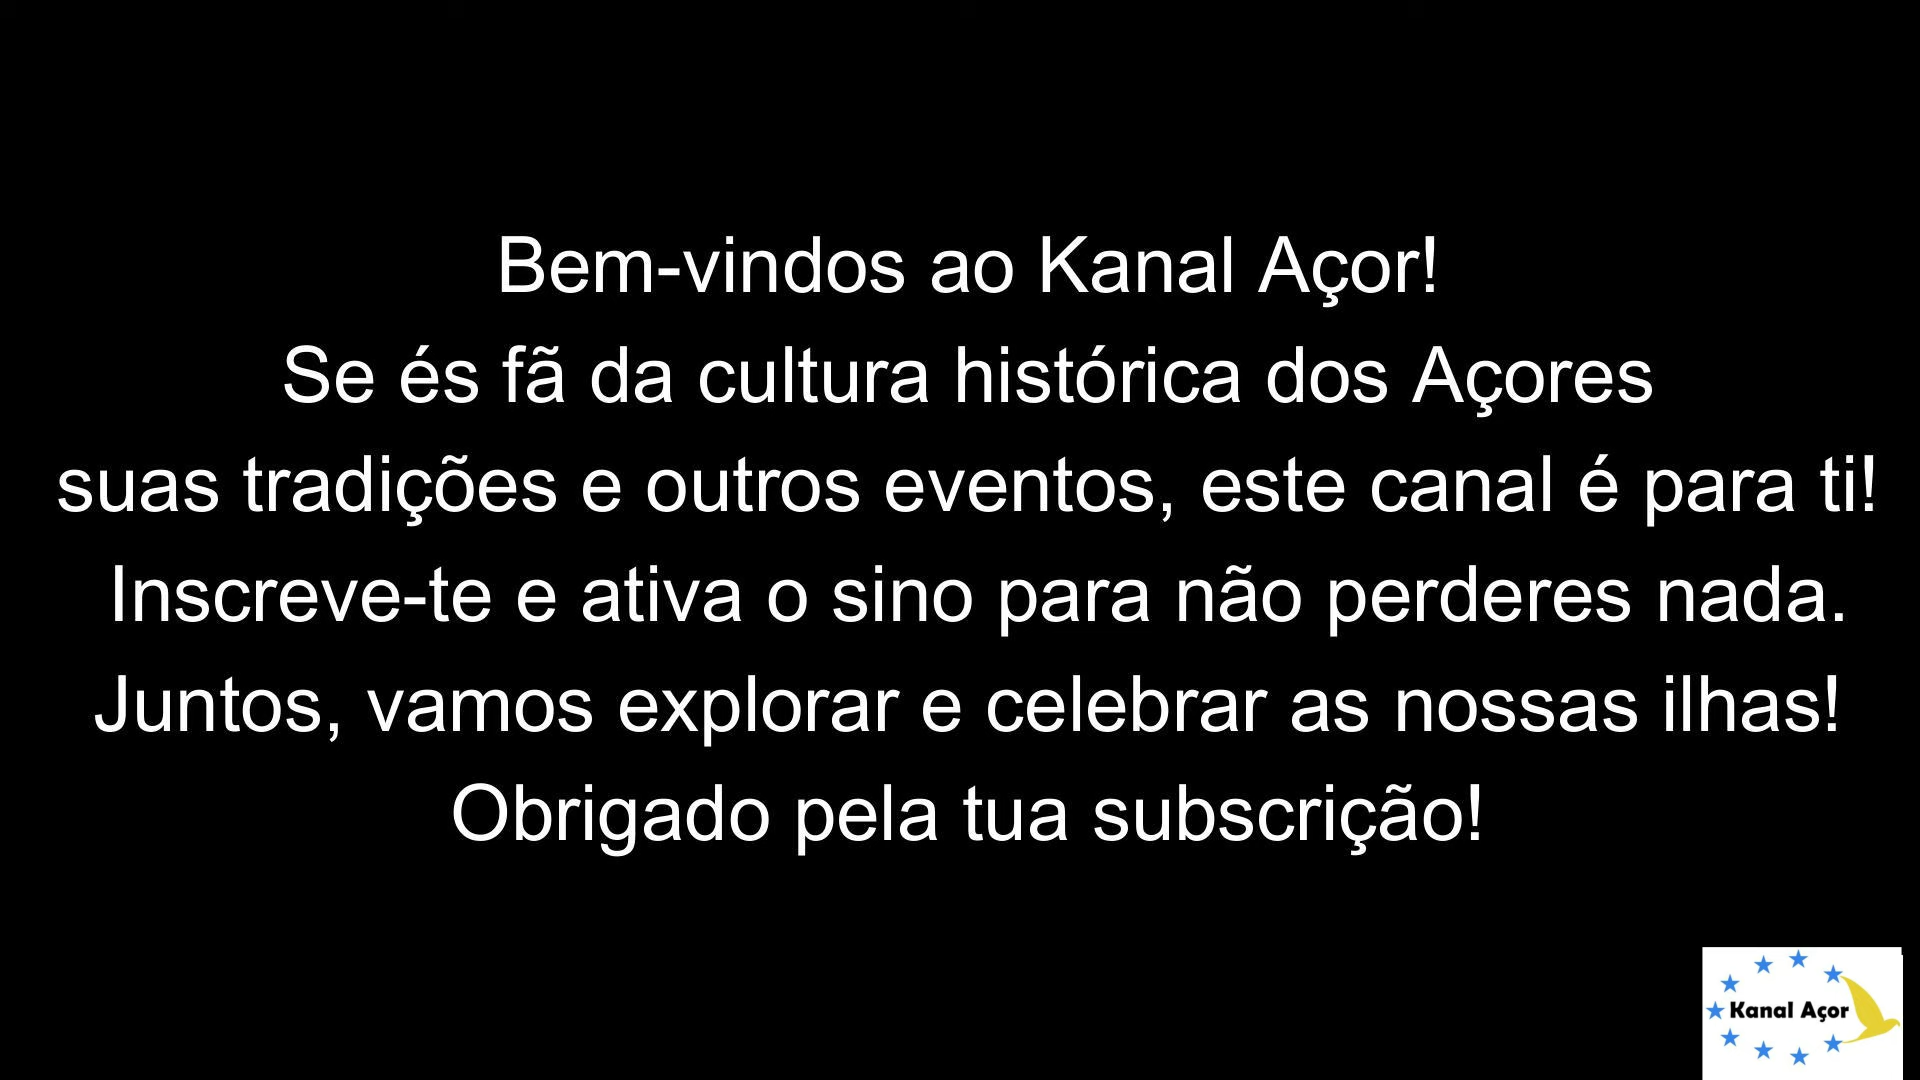 Bem-vindos ao Kanal Açor!
Se és fã da cultura histórica dos Açores
suas tradições e outros eventos, este canal é para ti!
Inscreve-te e ativa o sino para não perderes nada.
Juntos, vamos explorar e celebrar as nossas ilhas!
Obrigado pela tua subscrição!
Kanal Açor